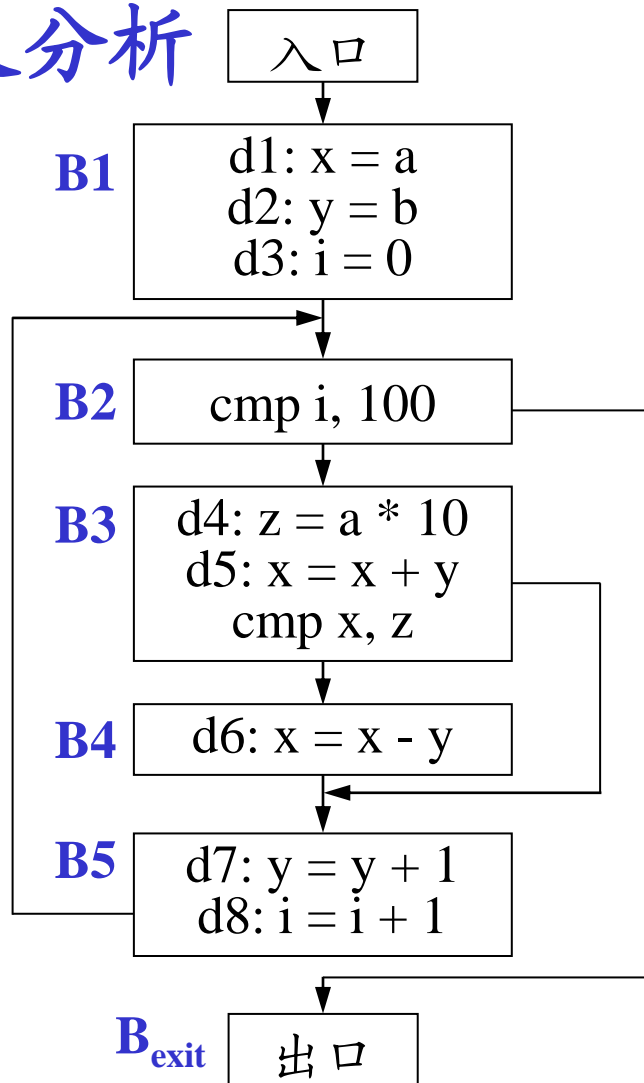 分析
入口
B1
d1: x = a
d2: y = b
d3: i = 0
B2
cmp i, 100
B3
d4: z = a * 10
d5: x = x + y
cmp x, z
B4
d6: x = x - y
B5
d7: y = y + 1
d8: i = i + 1
Bexit
出口